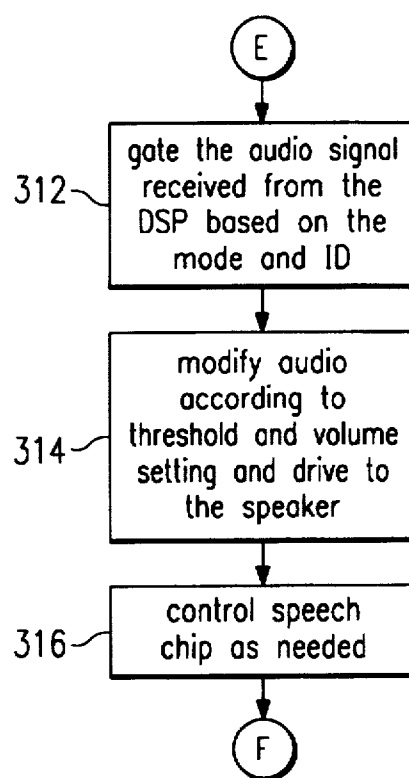 E
312
gate the audio signal
received from the
DSP based on the
mode and ID
314
modify audio
according to
threshold and volume
setting and drive to
the speaker
316
control speech
chip as needed
F